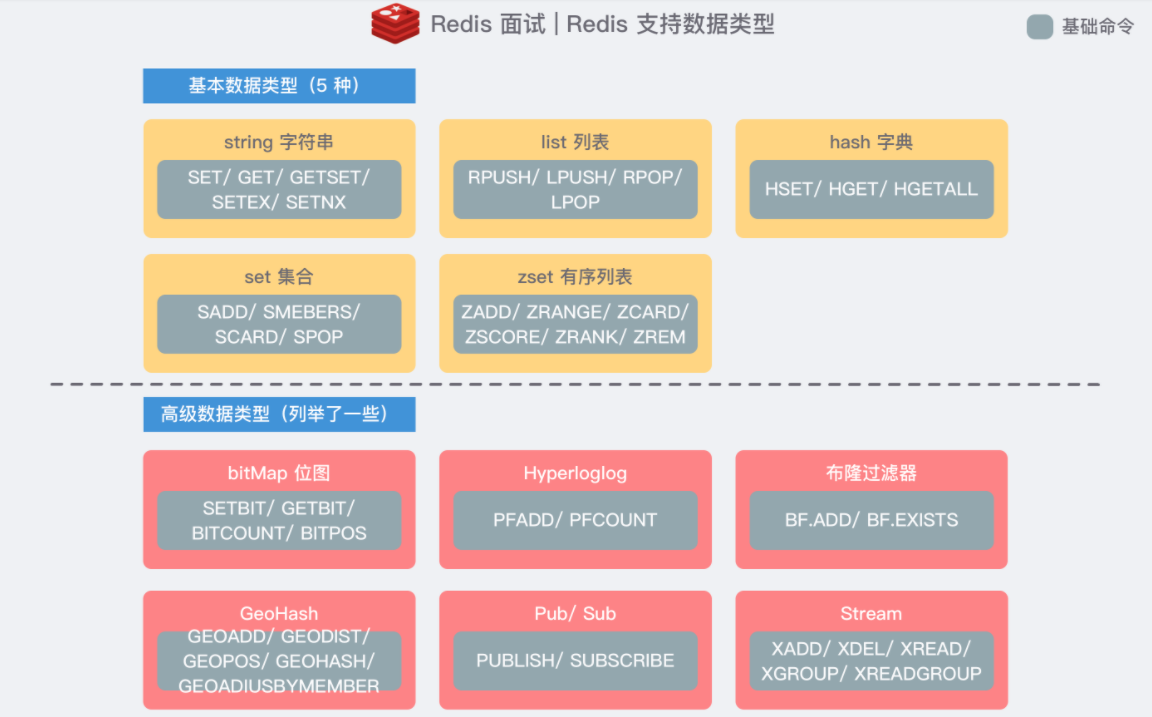 Redis 面试 | Redis 支持数据类型
基础命令
基本数据类型（5 种）
string 字符串
SET/ GET/ GETSET/
SETEX/ SETNX
list 列表
RPUSH/ LPUSH/ RPOP/
LPOP
hash 字典
HSET/ HGET/ HGETALL
set 集合
SADD/ SMEBERS/
SCARD/ SPOP
zset 有序列表
ZADD/ ZRANGE/ ZCARD/
ZSCORE/ ZRANK/ ZREM
高级数据类型（列举了一些）
bitMap 位图
SETBIT/ GETBIT/
BITCOUNT/ BITPOS
Hyperloglog
PFADD/ PFCOUNT
布隆过滤器
BF.ADD/ BF.EXISTS
GeoHash
GEOADD/ GEODIST/
GEOPOS/ GEOHASH/
GEOADIUSBYMEMBER
Pub/ Sub
PUBLISH/ SUBSCRIBE
Stream
XADD/ XDEL/ XREAD/
XGROUP/ XREADGROUP